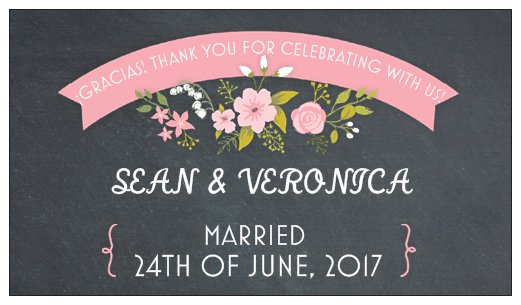 ¡GRACIAS! THANK YOU FOR CELEBRATING WITH US!
SEAN & VERONICA
MARRIED
24TH OF JUNE, 2017